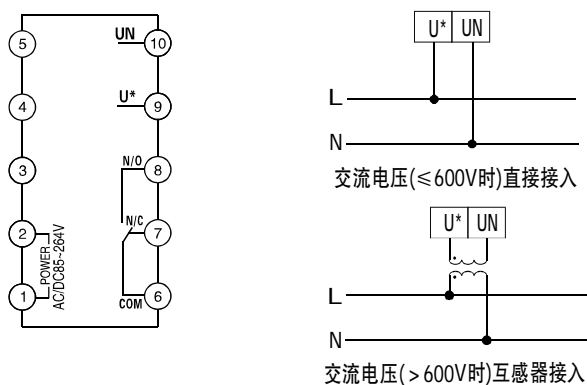 5
UN
10
4
U*
9
3
N/O
8
2
N/C
7
POWER
AC/DC85~264V
1
COM
6
U* UN
L
N
交流电压(≤600V时)直接接入
U* UN
L
N
交流电压(>600V时)互感器接入